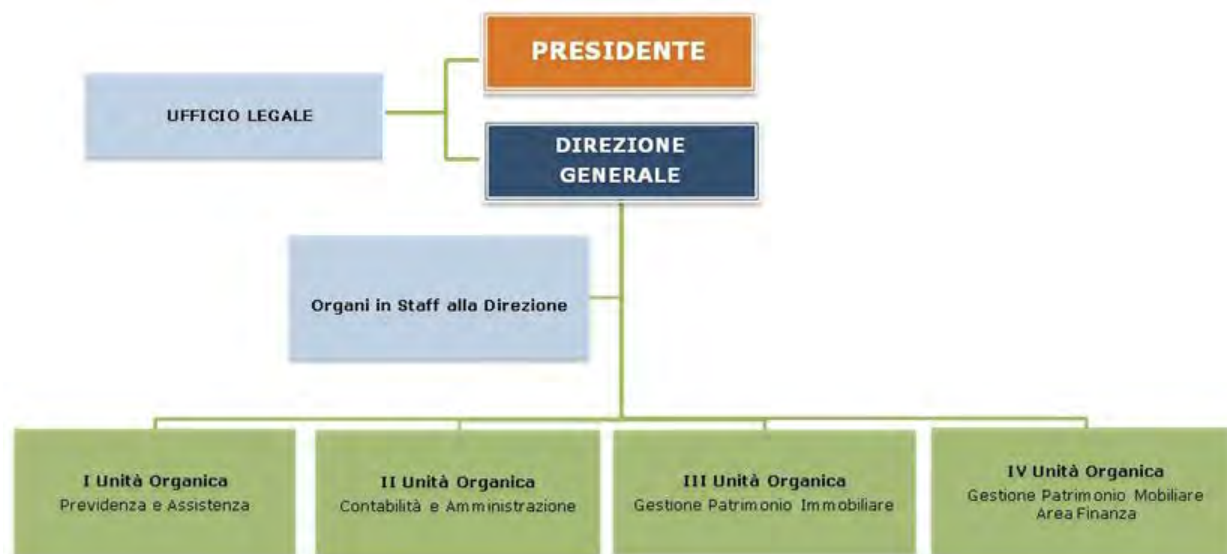 PRESIDENTE
UFFICIO LEGALE
DIREZIONE
GENERALE
Organi in Staff alla Direzione
I Unità Organica
Previdenza e Assistenza
II Unità Organica
Contabilità e Amministrazione
III Unità Organica
Gestione Patrimonio Immobiliare
IV Unità Organica
Gestione Patrimonio Mobiliare
Area Finanza